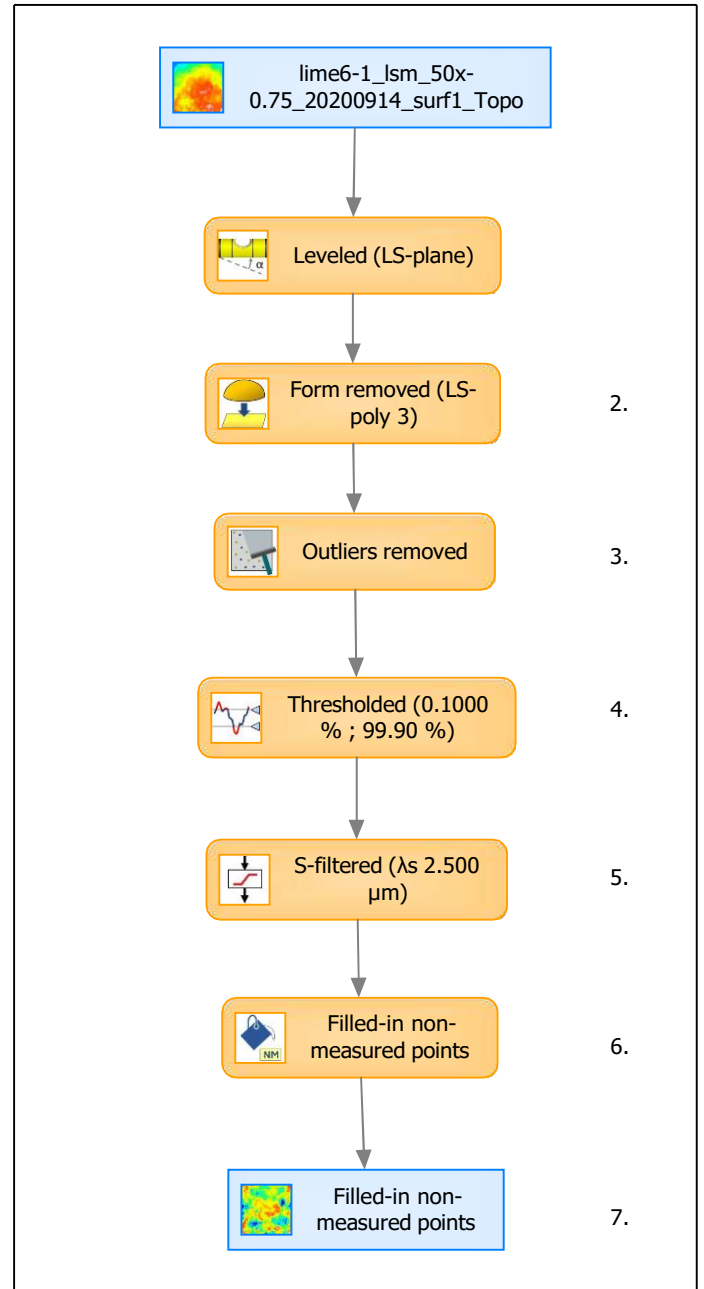 lime6-1_lsm_50x-
0.75_20200914_surf1_Topo
α
Leveled (LS-plane)
Form removed (LS-
poly 3)
2.
Outliers removed
3.
Thresholded (0.1000
% ; 99.90 %)
4.
S-filtered (λs 2.500
µm)
5.
NM
Filled-in non-
measured points
6.
Filled-in non-
measured points
7.